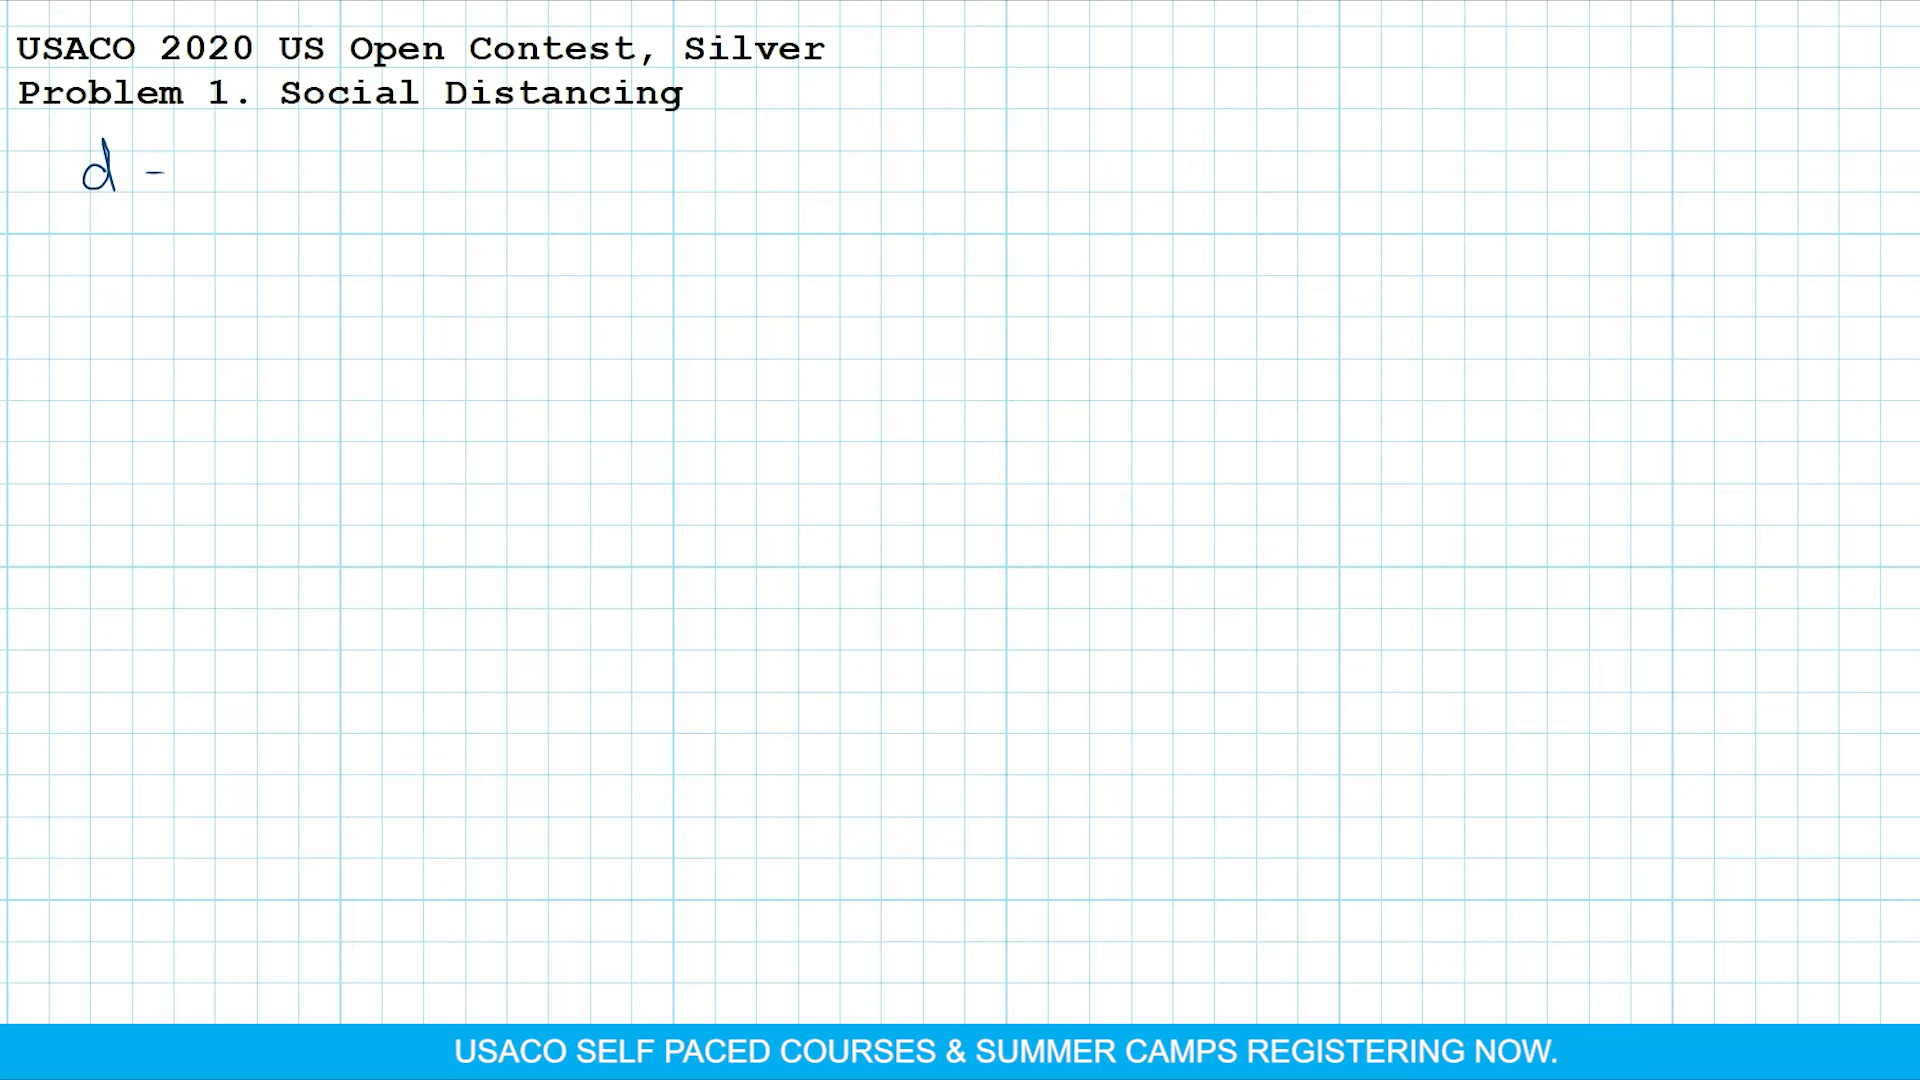 USACO 2020 US Open Contest, Silver
Problem 1. Social Distancing
d -
USACO SELF PACED COURSES & SUMMER CAMPS REGISTERING NOW.